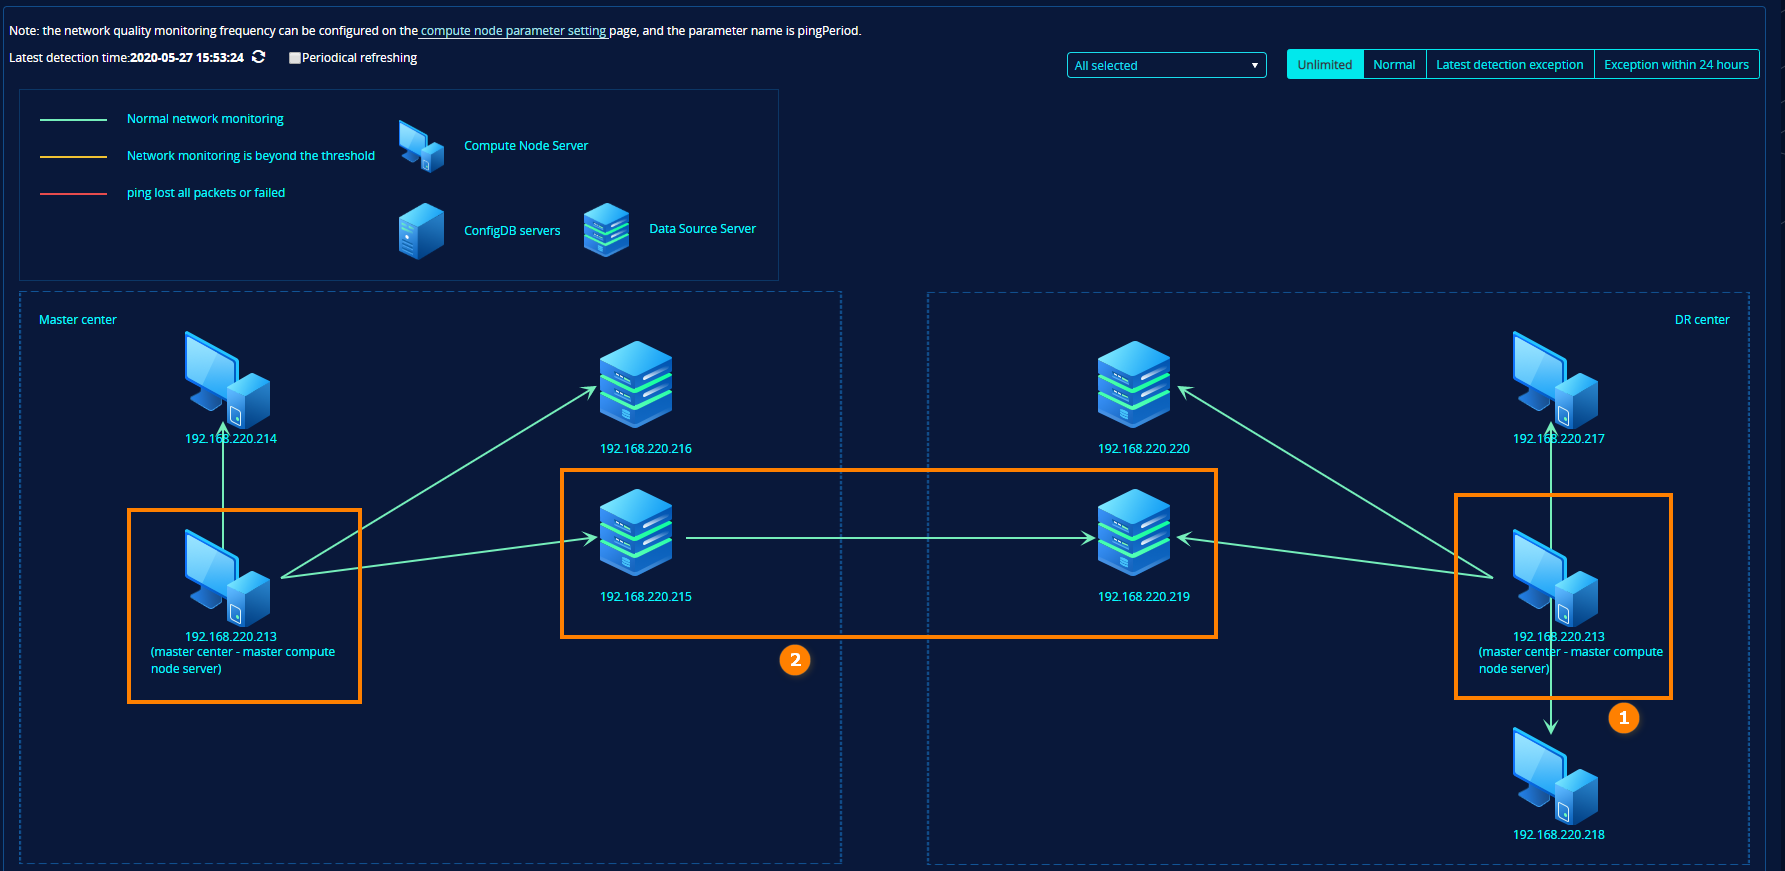 Note: the network quality monitoring frequency can be configured on the compute node parameter setting page, and the parameter name is pingPeriod.
Latest detection time:2020-05-27 15:53:24
Periodical refreshing
All selected
Unlimited
Normal
Latest detection exception
Exception within 24 hours
Normal network monitoring
Network monitoring is beyond the threshold
ping lost all packets or failed
Compute Node Server
ConfigDB servers
Data Source Server
Master center
DR center
192.168.220.214
192.168.220.216
192.168.220.220
192.168.220.217
192.168.220.213
(master center - master compute
node server)
192.168.220.215
192.168.220.219
192.168.220.213
(master center - master compute
node server)
2
1
192.168.220.218